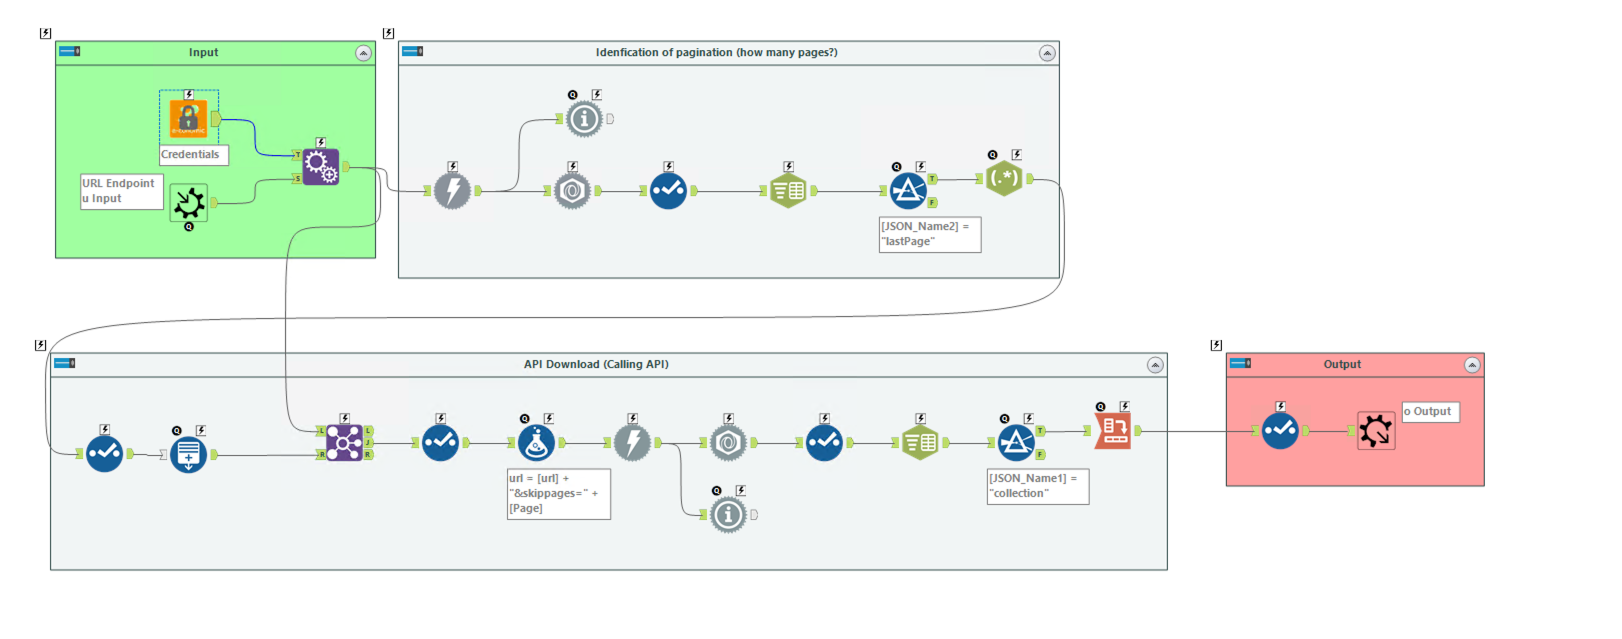 Input
Idenfication of pagination (how many pages?)
e-conomic
Credentials
T
S
URL Endpoint
u Input
Q
Q
(.*)
Q
T
F
Q
[JSON_Name2] =
"lastPage"
API Download (Calling API)
Output
Q
L
R
L
J
R
Q
url = [url] +
"&skippages=" +
[Page]
Q
Q
T
F
[JSON_Name1] =
"collection"
Q
o Output